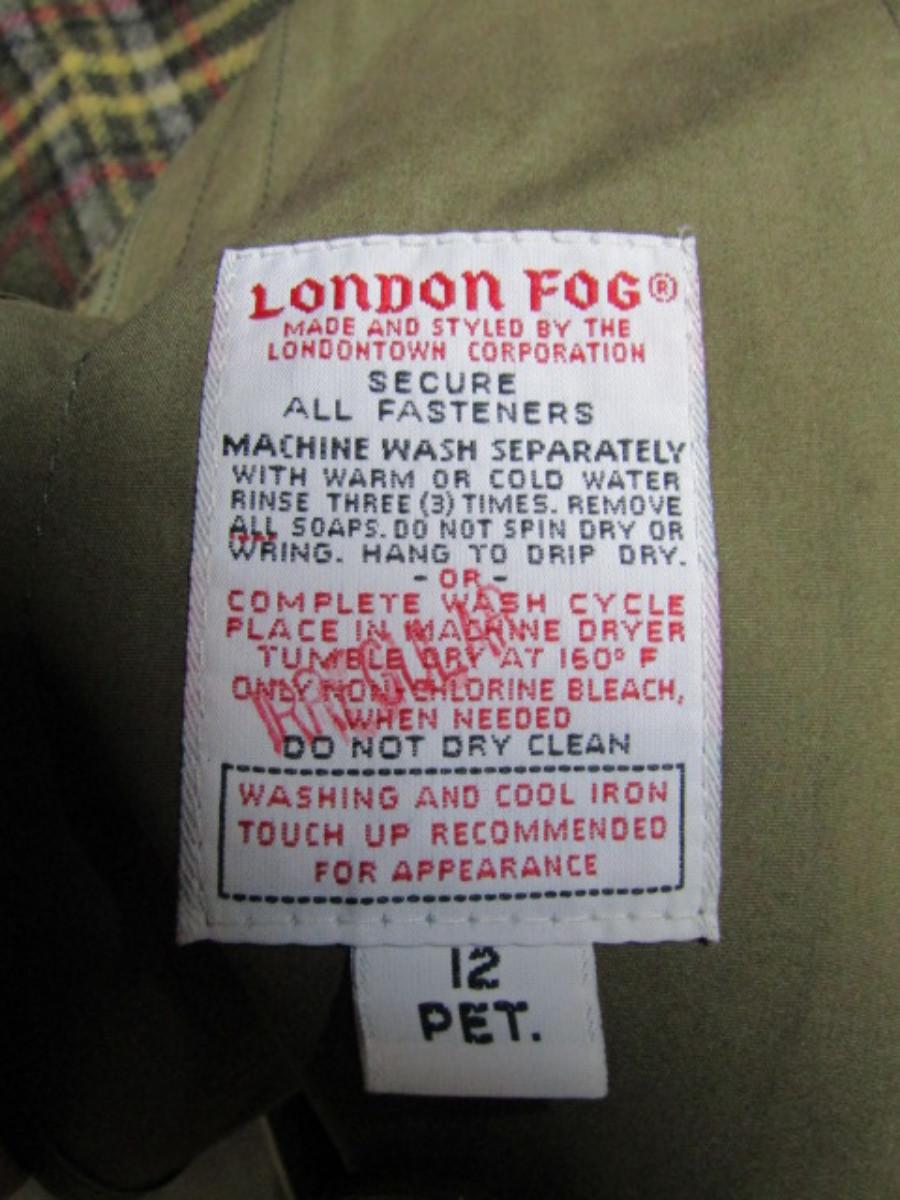 LONDON FOG®
MADE AND STYLED BY THE
LONDONTOWN CORPORATION
SECURE
ALL FASTENERS
MACHINE WASH SEPARATELY
WITH WARM OR COLD WATER
RINSE THREE (3) TIMES. REMOVE
ALL SOAPS. DO NOT SPIN DRY OR
WRING. HANG TO DRIP DRY.
- OR -
COMPLETE WASH CYCLE
PLACE IN MACHINE DRYER
TUMBLE DRY AT 160° F
ONLY NON-CHLORINE BLEACH,
WHEN NEEDED
DO NOT DRY CLEAN
WASHING AND COOL IRON
TOUCH UP RECOMMENDED
FOR APPEARANCE
12
PET.